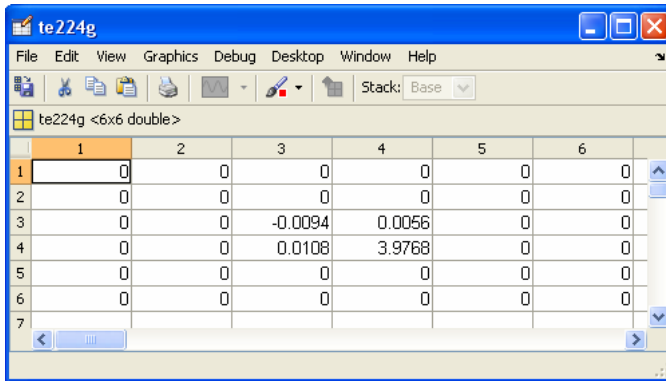 te224g
File Edit View Graphics Debug Desktop Window Help
Stack: Base
te224g <6x6 double>
1 2 3 4 5 6
1 0 0 0 0 0 0
2 0 0 0 0 0 0
3 0 0 -0.0094 0.0056 0 0
4 0 0 0.0108 3.9768 0 0
5 0 0 0 0 0 0
6 0 0 0 0 0 0
7